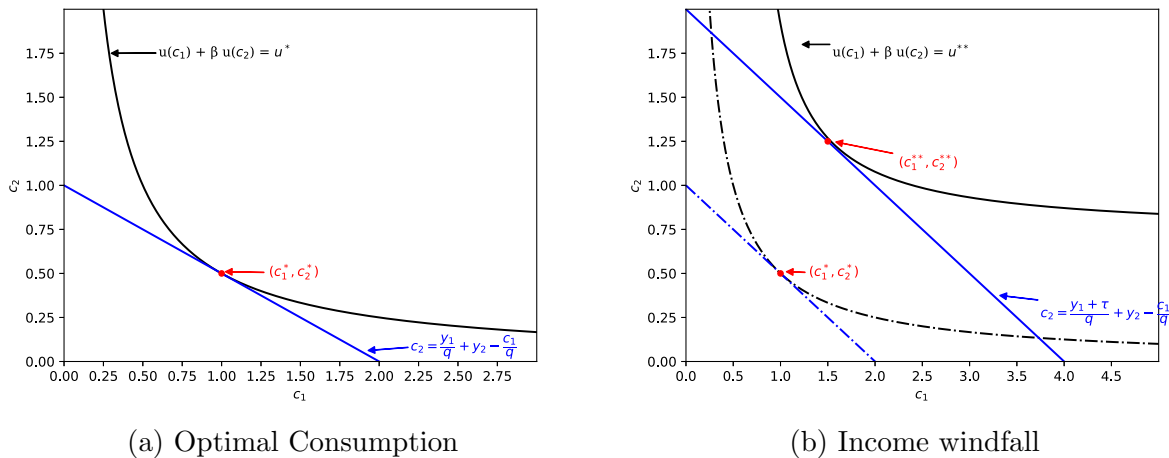 u(c₁) + β u(c₂) = u*
(c₁*, c₂*)
c₂ = y₁/q + y₂ − c₁/q
c₂
0.00
0.25
0.50
0.75
1.00
1.25
1.50
1.75
0.00 0.25 0.50 0.75 1.00 1.25 1.50 1.75 2.00 2.25 2.50 2.75
c₁
(a) Optimal Consumption
u(c₁) + β u(c₂) = u**
(c₁**, c₂**)
(c₁*, c₂*)
c₂ = (y₁ + τ)/q + y₂ − c₁/q
c₂
0.00
0.25
0.50
0.75
1.00
1.25
1.50
1.75
0.0 0.5 1.0 1.5 2.0 2.5 3.0 3.5 4.0 4.5
c₁
(b) Income windfall